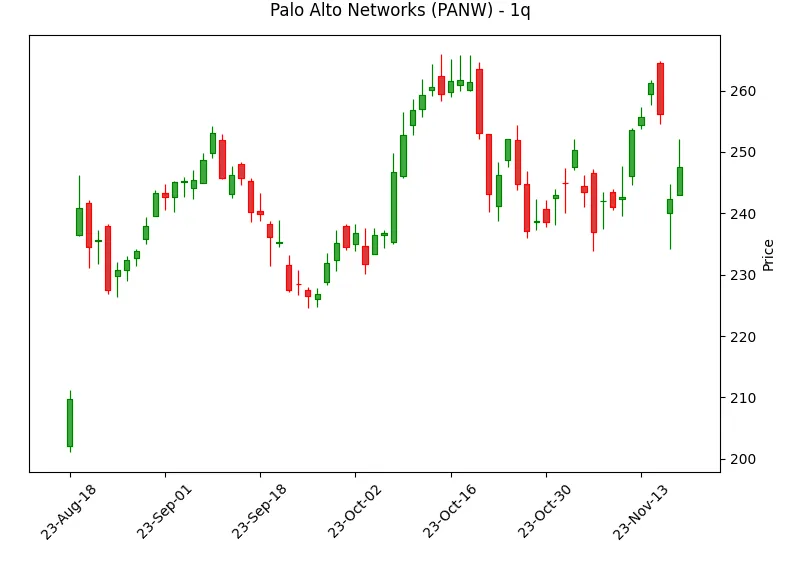 Palo Alto Networks (PANW) - 1q
260
250
240
230
220
210
200
Price
23-Aug-18
23-Sep-01
23-Sep-18
23-Oct-02
23-Oct-16
23-Oct-30
23-Nov-13